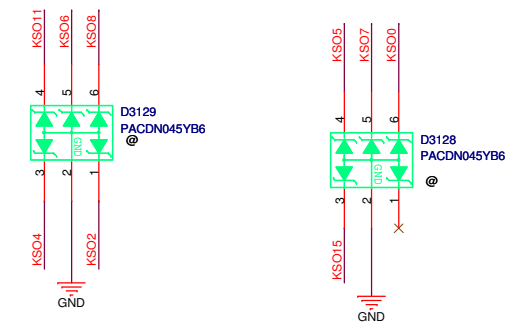 KSO11
KSO6
KSO8
4
5
6
D3129
PACDN045YB6
@
GND
3
2
1
KSO4
KSO2
GND
KSO5
KSO7
KSO0
4
5
6
D3128
PACDN045YB6
@
GND
3
2
1
KSO15
GND